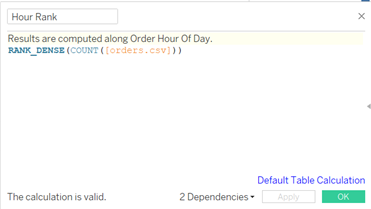 Hour Rank
Results are computed along Order Hour Of Day.
RANK_DENSE(COUNT([orders.csv]))
Default Table Calculation
The calculation is valid.
2 Dependencies
Apply
OK